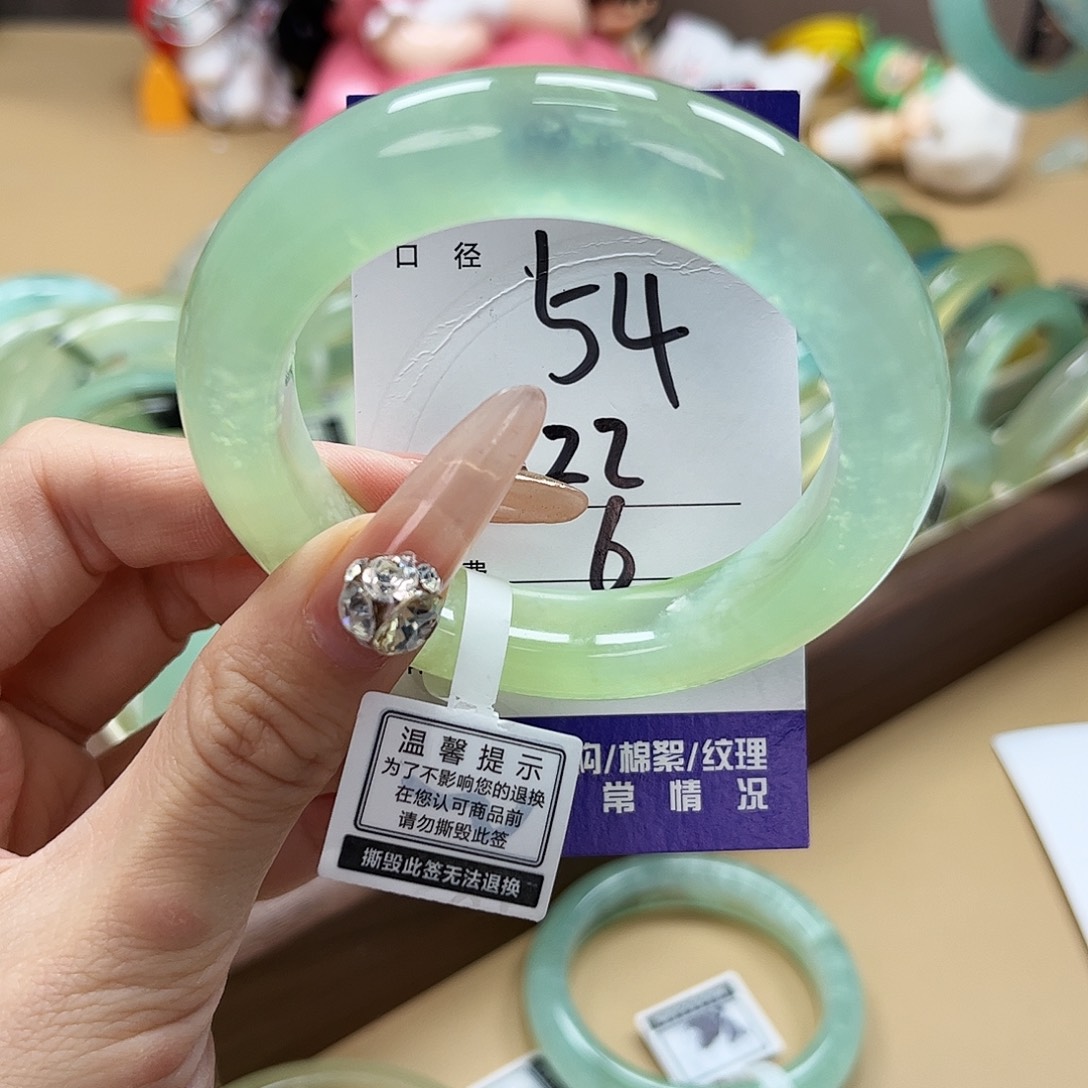 口 径
54
22
6
费
构/棉絮/纹理
常 情 况
温馨提示
为了不影响您的退换
在您认可商品前
请勿撕毁此签
撕毁此签无法退换